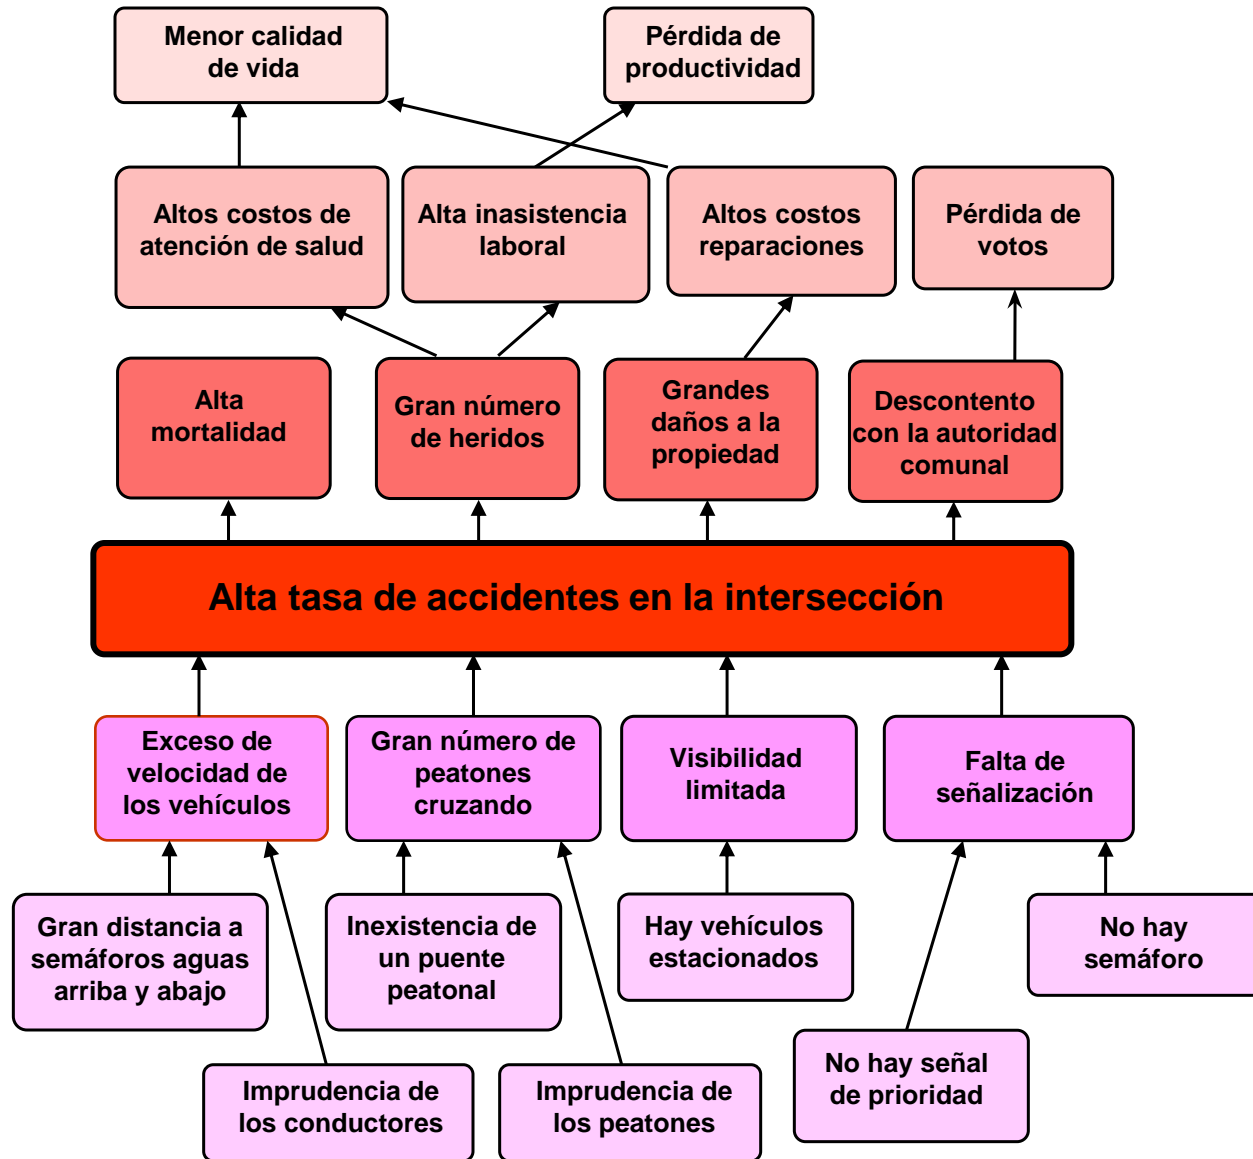 Menor calidad
de vida
Pérdida de
productividad
Altos costos de
atención de salud
Alta inasistencia
laboral
Altos costos
reparaciones
Pérdida de
votos
Alta
mortalidad
Gran número
de heridos
Grandes
daños a la
propiedad
Descontento
con la autoridad
comunal
Alta tasa de accidentes en la intersección
Exceso de
velocidad de
los vehículos
Gran número de
peatones
cruzando
Visibilidad
limitada
Falta de
señalización
Gran distancia a
semáforos aguas
arriba y abajo
Inexistencia de
un puente
peatonal
Hay vehículos
estacionados
No hay
semáforo
Imprudencia de
los conductores
Imprudencia de
los peatones
No hay señal
de prioridad